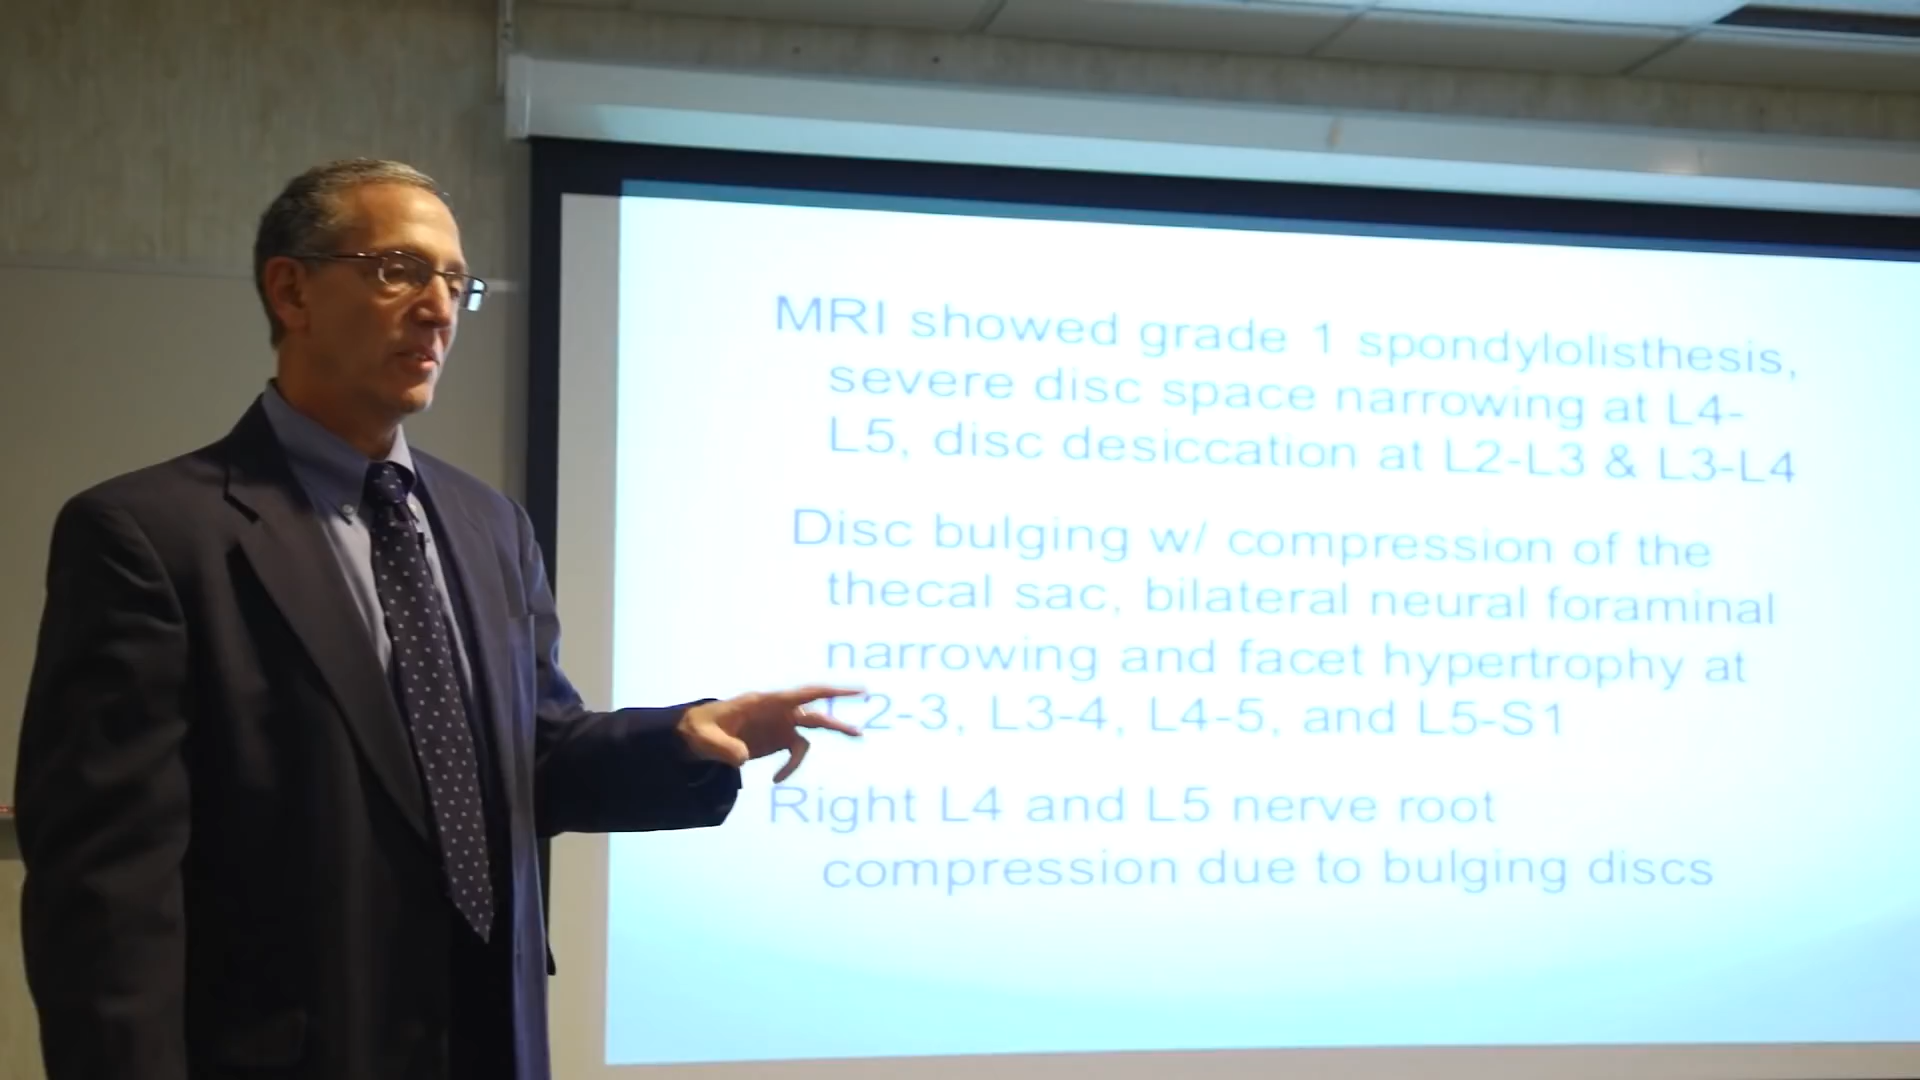 MRI showed grade 1 spondylolisthesis,
severe disc space narrowing at L4-
L5, disc desiccation at L2-L3 & L3-L4
Disc bulging w/ compression of the
thecal sac, bilateral neural foraminal
narrowing and facet hypertrophy at
L2-3, L3-4, L4-5, and L5-S1
Right L4 and L5 nerve root
compression due to bulging discs